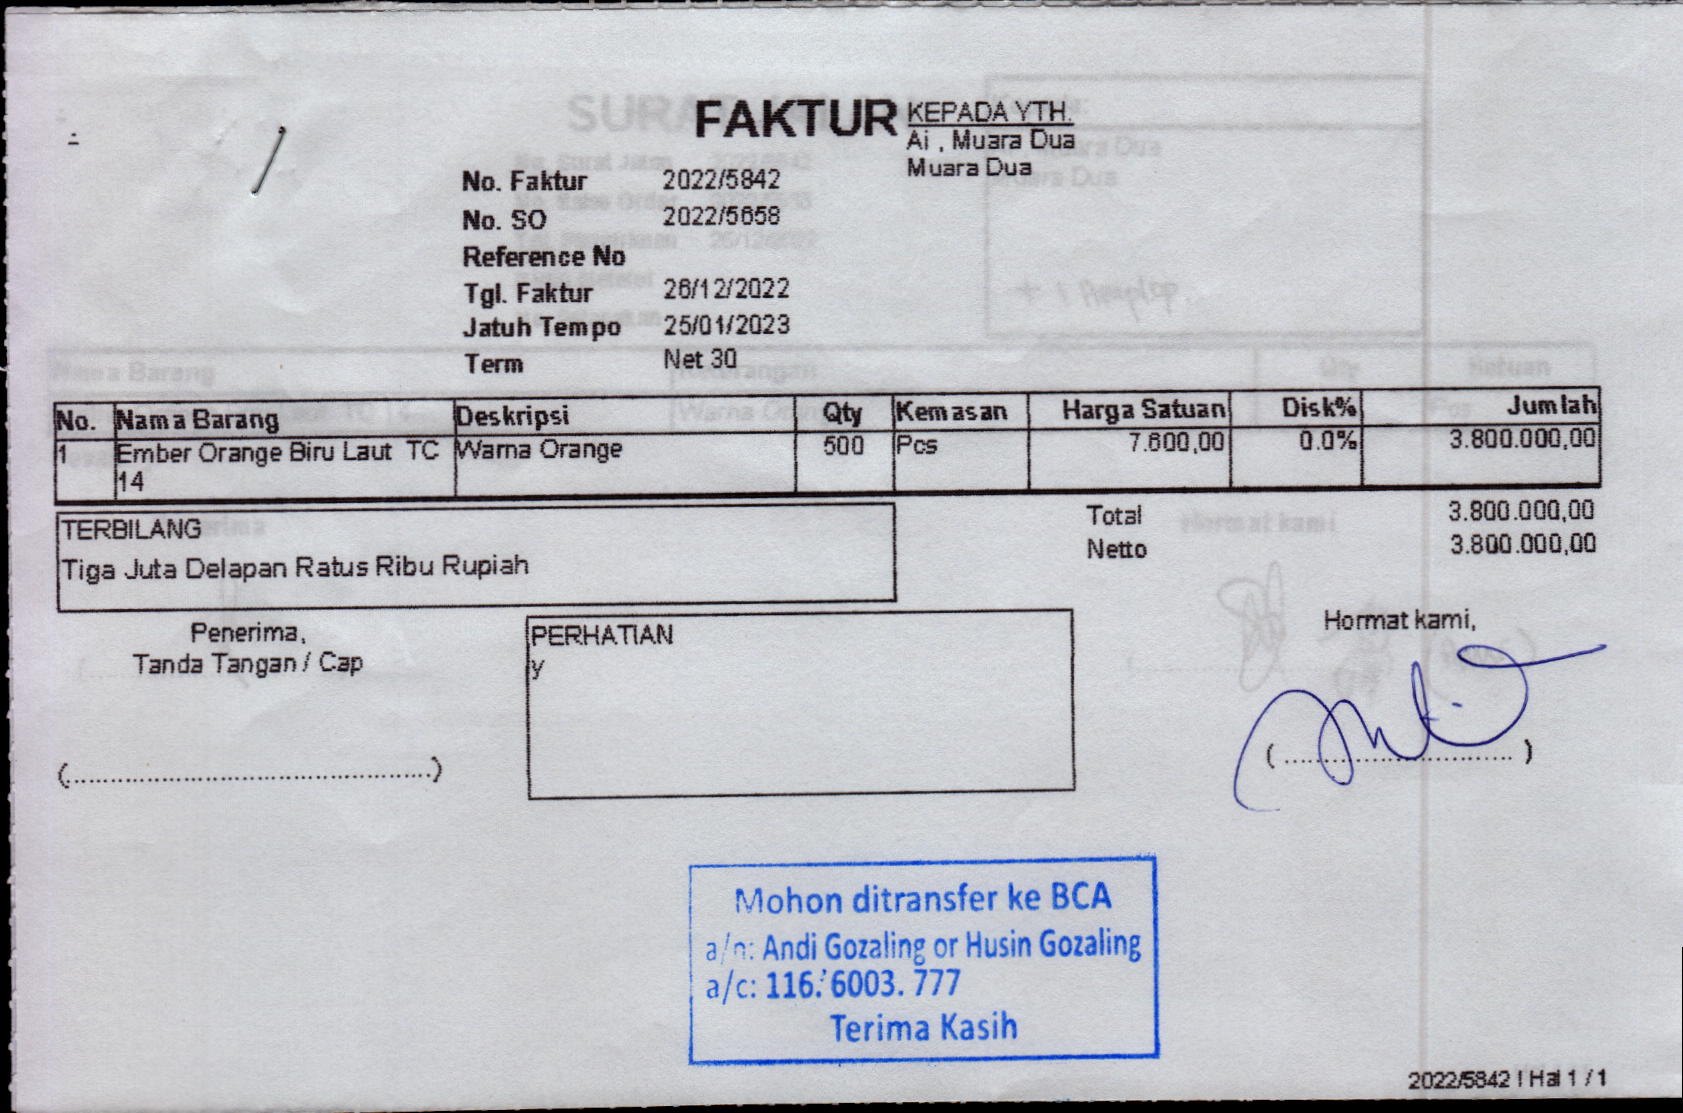 FAKTUR
KEPADA YTH.
Ai , Muara Dua
Muara Dua
No. Faktur 2022/5842
No. SO 2022/5658
Reference No
Tgl. Faktur 26/12/2022
Jatuh Tempo 25/01/2023
Term Net 30
No. Nama Barang Deskripsi Qty Kemasan Harga Satuan Disk% Jumlah
1 Ember Orange Biru Laut TC Warna Orange 500 Pcs 7.600,00 0.0% 3.800.000,00
14
TERBILANG
Tiga Juta Delapan Ratus Ribu Rupiah
Total 3.800.000,00
Netto 3.800.000,00
Penerima,
Tanda Tangan / Cap
(.................................................)
PERHATIAN
y
Hormat kami,
(..............................)
Mohon ditransfer ke BCA
a/n: Andi Gozaling or Husin Gozaling
a/c: 116. 6003. 777
Terima Kasih
2022/5842 ! Hal 1 / 1